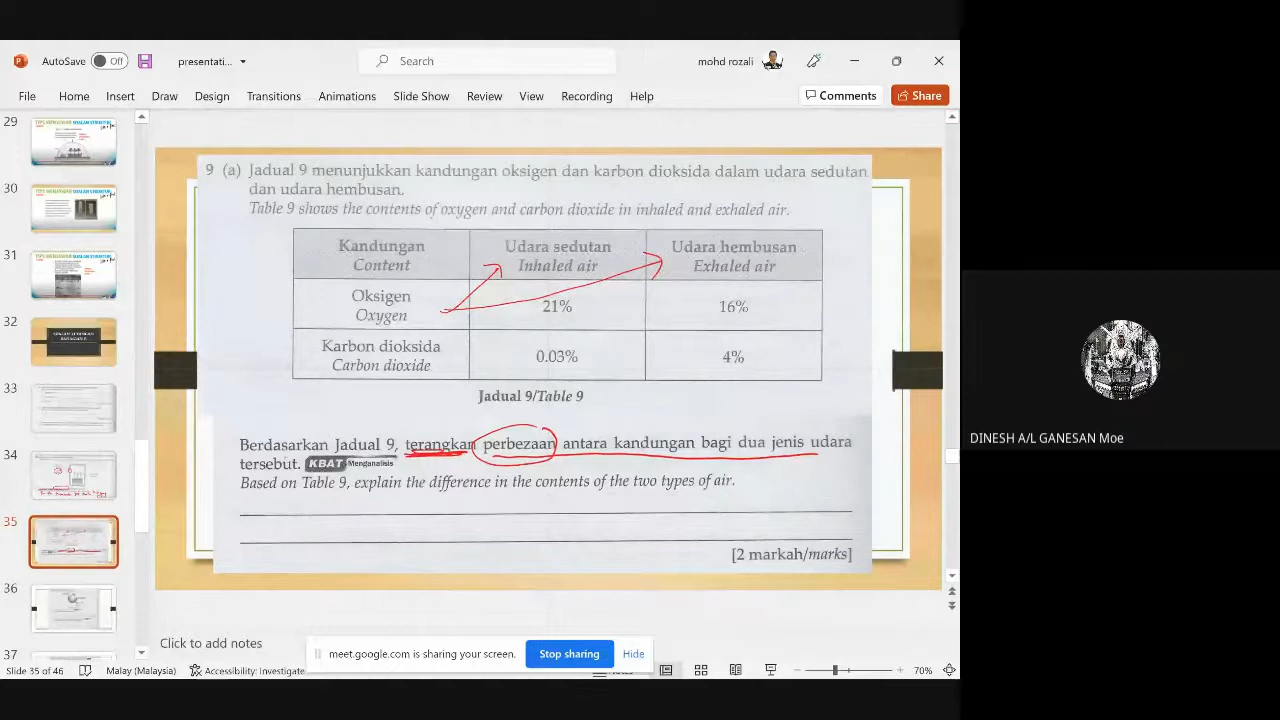 AutoSave Off presentati... Search mohd rozali
File Home Insert Draw Design Transitions Animations Slide Show Review View Recording Help Comments Share
29
30
31
32
33
34
35
36
37
9 (a) Jadual 9 menunjukkan kandungan oksigen dan karbon dioksida dalam udara sedutan
dan udara hembusan.
Table 9 shows the contents of oxygen and carbon dioxide in inhaled and exhaled air.
Kandungan Udara sedutan Udara hembusan
Content Inhaled air Exhaled air
Oksigen
Oxygen 21% 16%
Karbon dioksida
Carbon dioxide 0.03% 4%
Jadual 9/Table 9
Berdasarkan Jadual 9, terangkan perbezaan antara kandungan bagi dua jenis udara
tersebut. KBAT Menganalisis
Based on Table 9, explain the difference in the contents of the two types of air.
[2 markah/marks]
DINESH A/L GANESAN Moe
Click to add notes
meet.google.com is sharing your screen. Stop sharing Hide
Slide 35 of 46 Malay (Malaysia) Accessibility: Investigate 70%